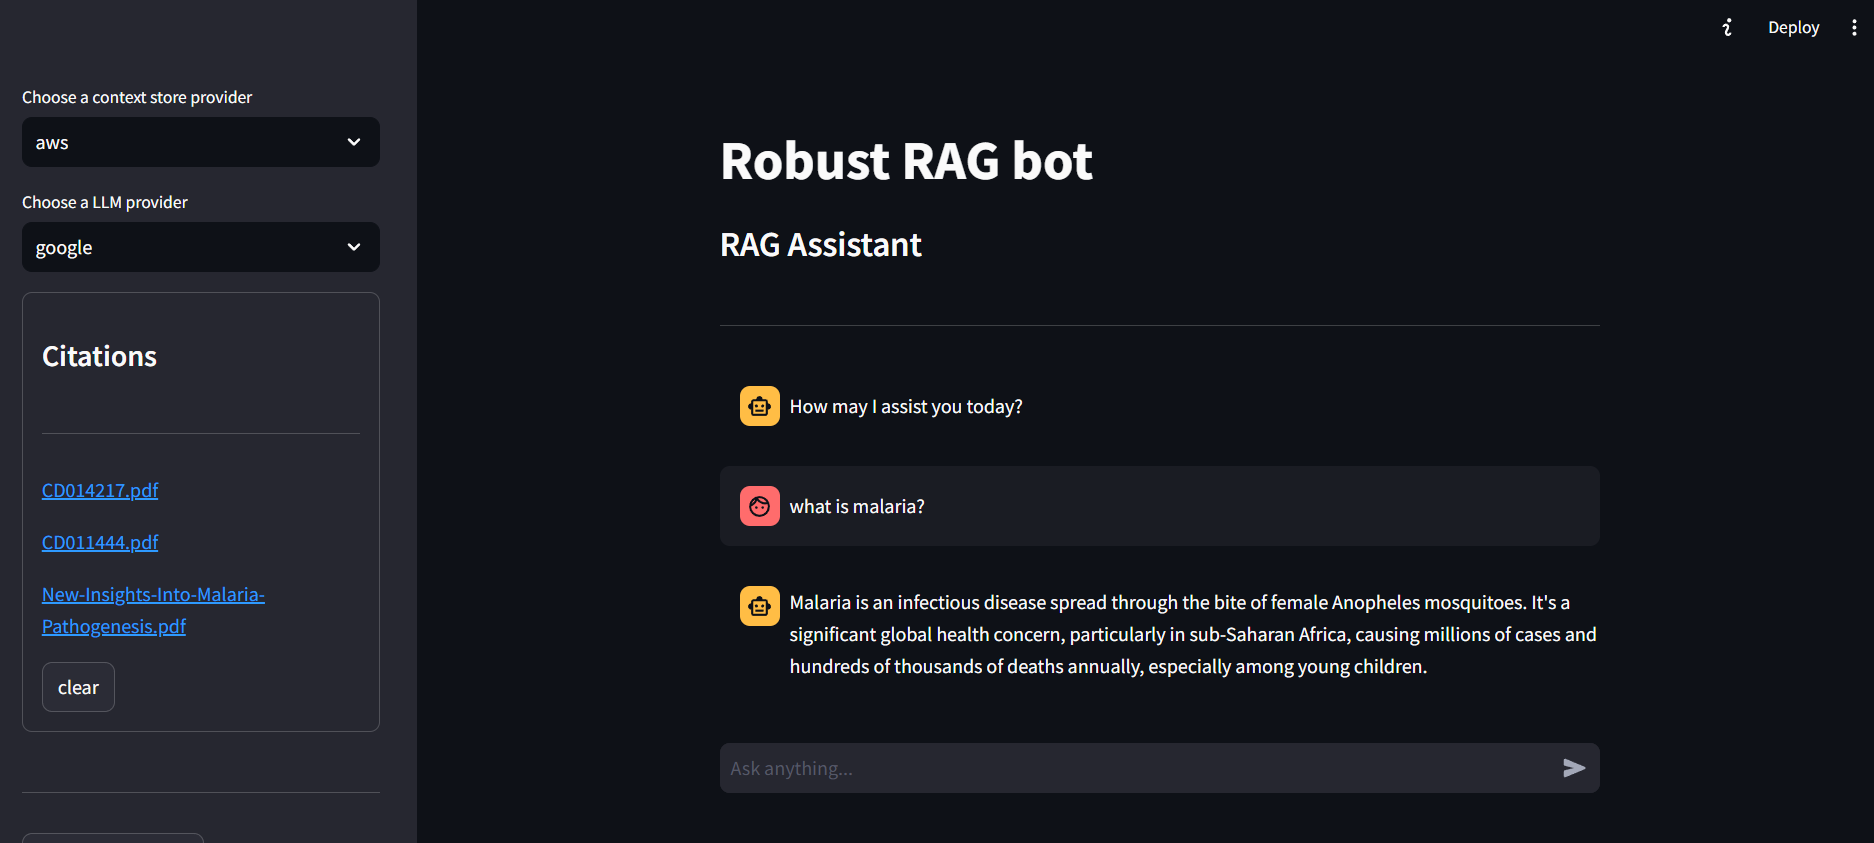 Deploy
Choose a context store provider
aws
Choose a LLM provider
google
Citations
CD014217.pdf
CD011444.pdf
New-Insights-Into-Malaria-
Pathogenesis.pdf
clear
Robust RAG bot
RAG Assistant
How may I assist you today?
what is malaria?
Malaria is an infectious disease spread through the bite of female Anopheles mosquitoes. It's a
significant global health concern, particularly in sub-Saharan Africa, causing millions of cases and
hundreds of thousands of deaths annually, especially among young children.
Ask anything...